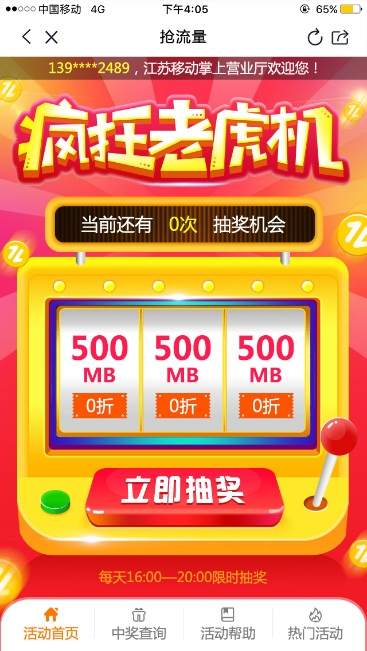 中国移动 4G 下午4:05 65%
抢流量
139****2489，江苏移动掌上营业厅欢迎您！
疯狂老虎机
当前还有 0次 抽奖机会
500 500 500
MB MB MB
0折 0折 0折
立即抽奖
每天16:00—20:00限时抽奖
活动首页 中奖查询 活动帮助 热门活动